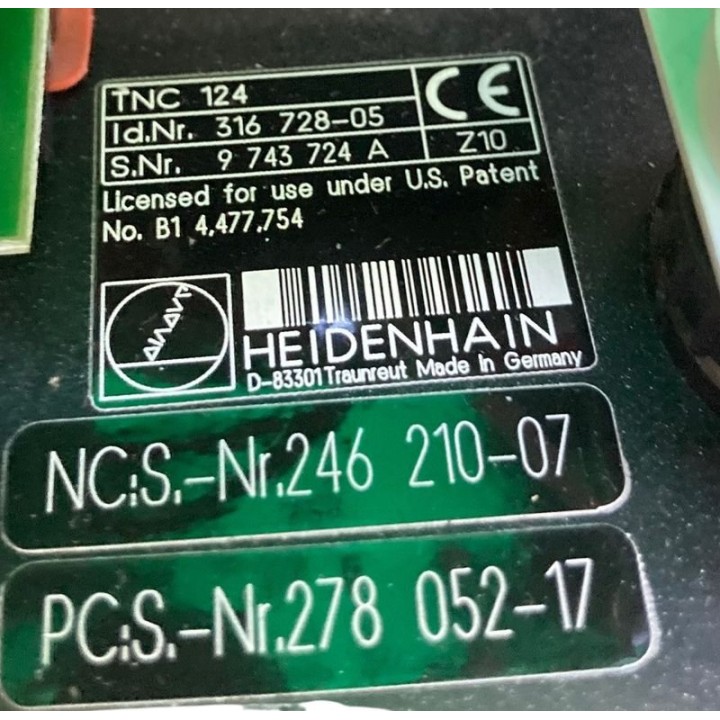 TNC 124
Id.Nr. 316 728-05
S.Nr. 9 743 724 A
CE
Z10
Licensed for use under U.S. Patent
No. B1 4,477,754
HEIDENHAIN
D-83301 Traunreut Made in Germany
NC:S.-Nr.246 210-07
PC:S.-Nr.278 052-17